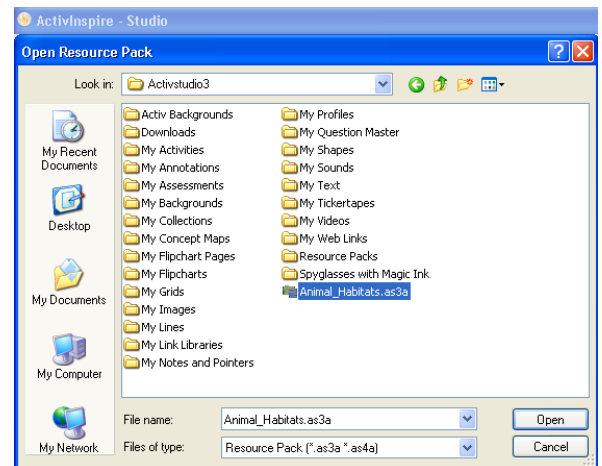 ActivInspire - Studio
Open Resource Pack
Look in:
Activstudio3
My Recent
Documents
Desktop
My Documents
My Computer
My Network
Activ Backgrounds
Downloads
My Activities
My Annotations
My Assessments
My Backgrounds
My Collections
My Concept Maps
My Flipchart Pages
My Flipcharts
My Grids
My Images
My Lines
My Link Libraries
My Notes and Pointers
My Profiles
My Question Master
My Shapes
My Sounds
My Text
My Tickertapes
My Videos
My Web Links
Resource Packs
Spyglasses with Magic Ink
Animal_Habitats.as3a
File name:
Animal_Habitats.as3a
Open
Files of type:
Resource Pack (*.as3a *.as4a)
Cancel